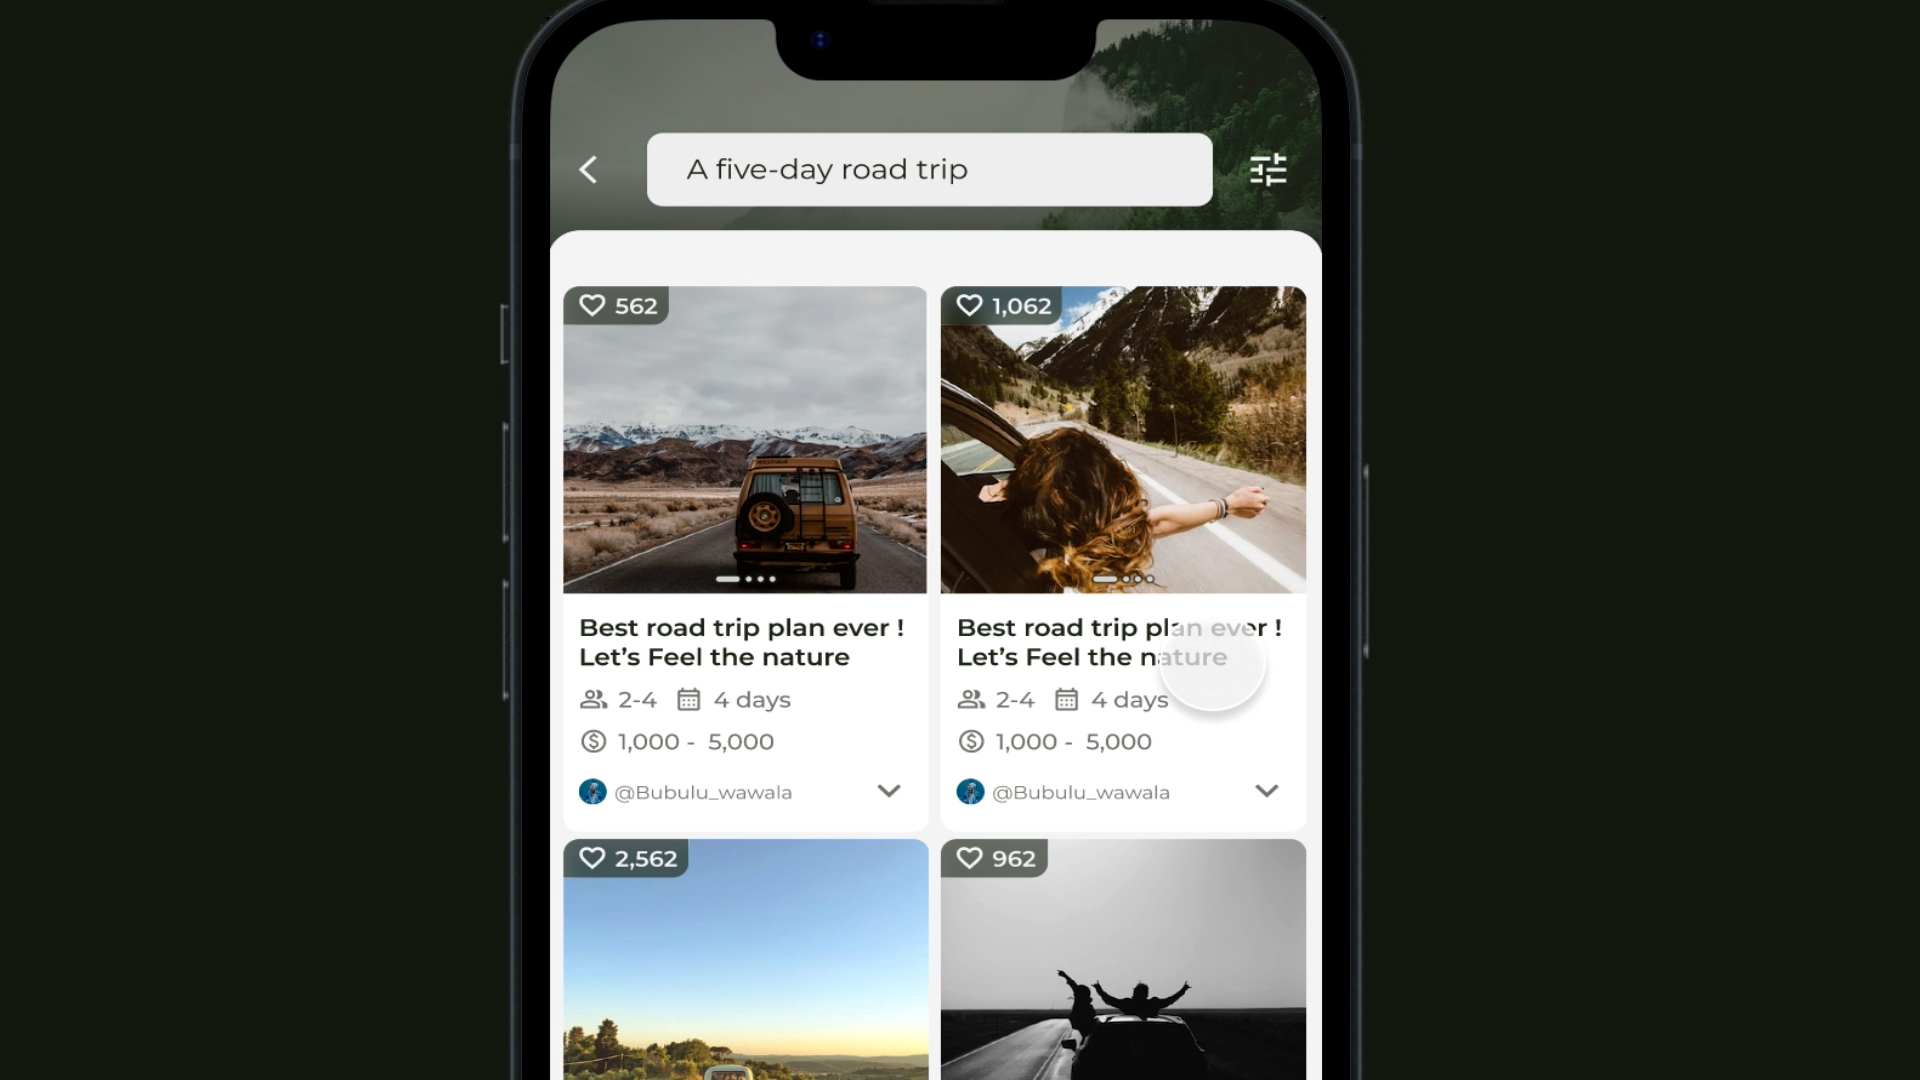 A five-day road trip
562
1,062
Best road trip plan ever !
Let's Feel the nature
2-4 4 days
1,000 - 5,000
@Bubulu_wawala
Best road trip plan ever !
Let's Feel the nature
2-4 4 days
1,000 - 5,000
@Bubulu_wawala
2,562
962